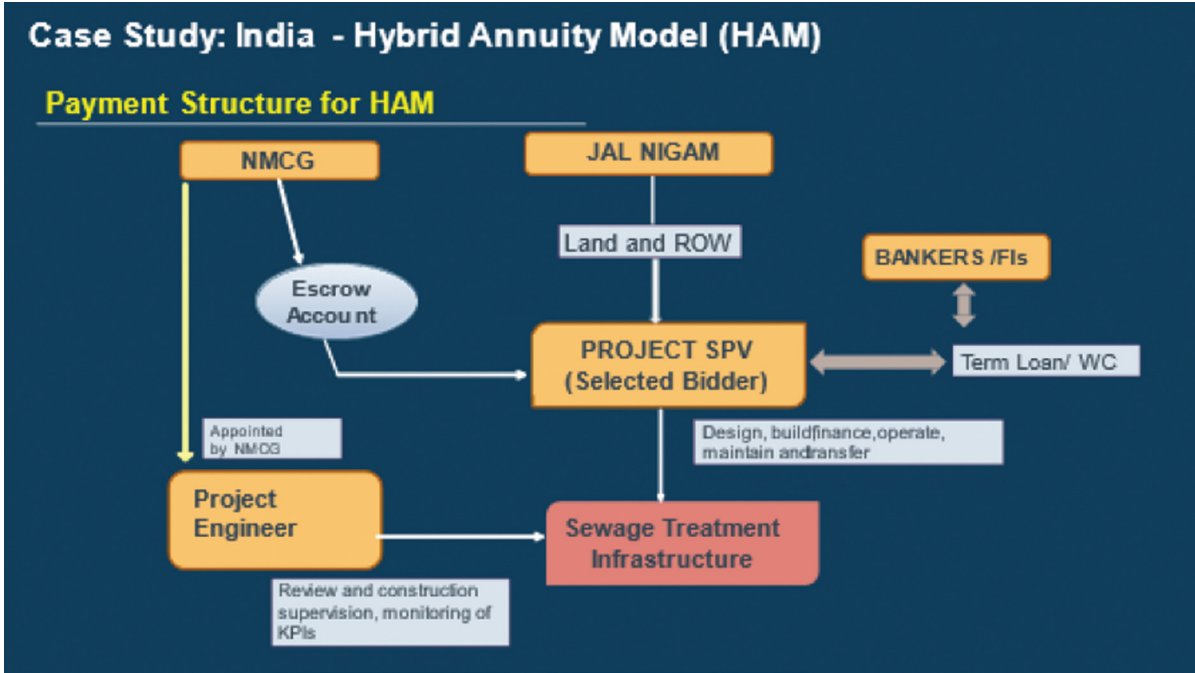 Case Study: India - Hybrid Annuity Model (HAM)
Payment Structure for HAM
NMCG
JAL NIGAM
Land and ROW
BANKERS /FIs
Escrow
Account
PROJECT SPV
(Selected Bidder)
Term Loan/ WC
Appointed
by NMCG
Design, buildfinance,operate,
maintain andtransfer
Project
Engineer
Sewage Treatment
Infrastructure
Review and construction
supervision, monitoring of
KPIs